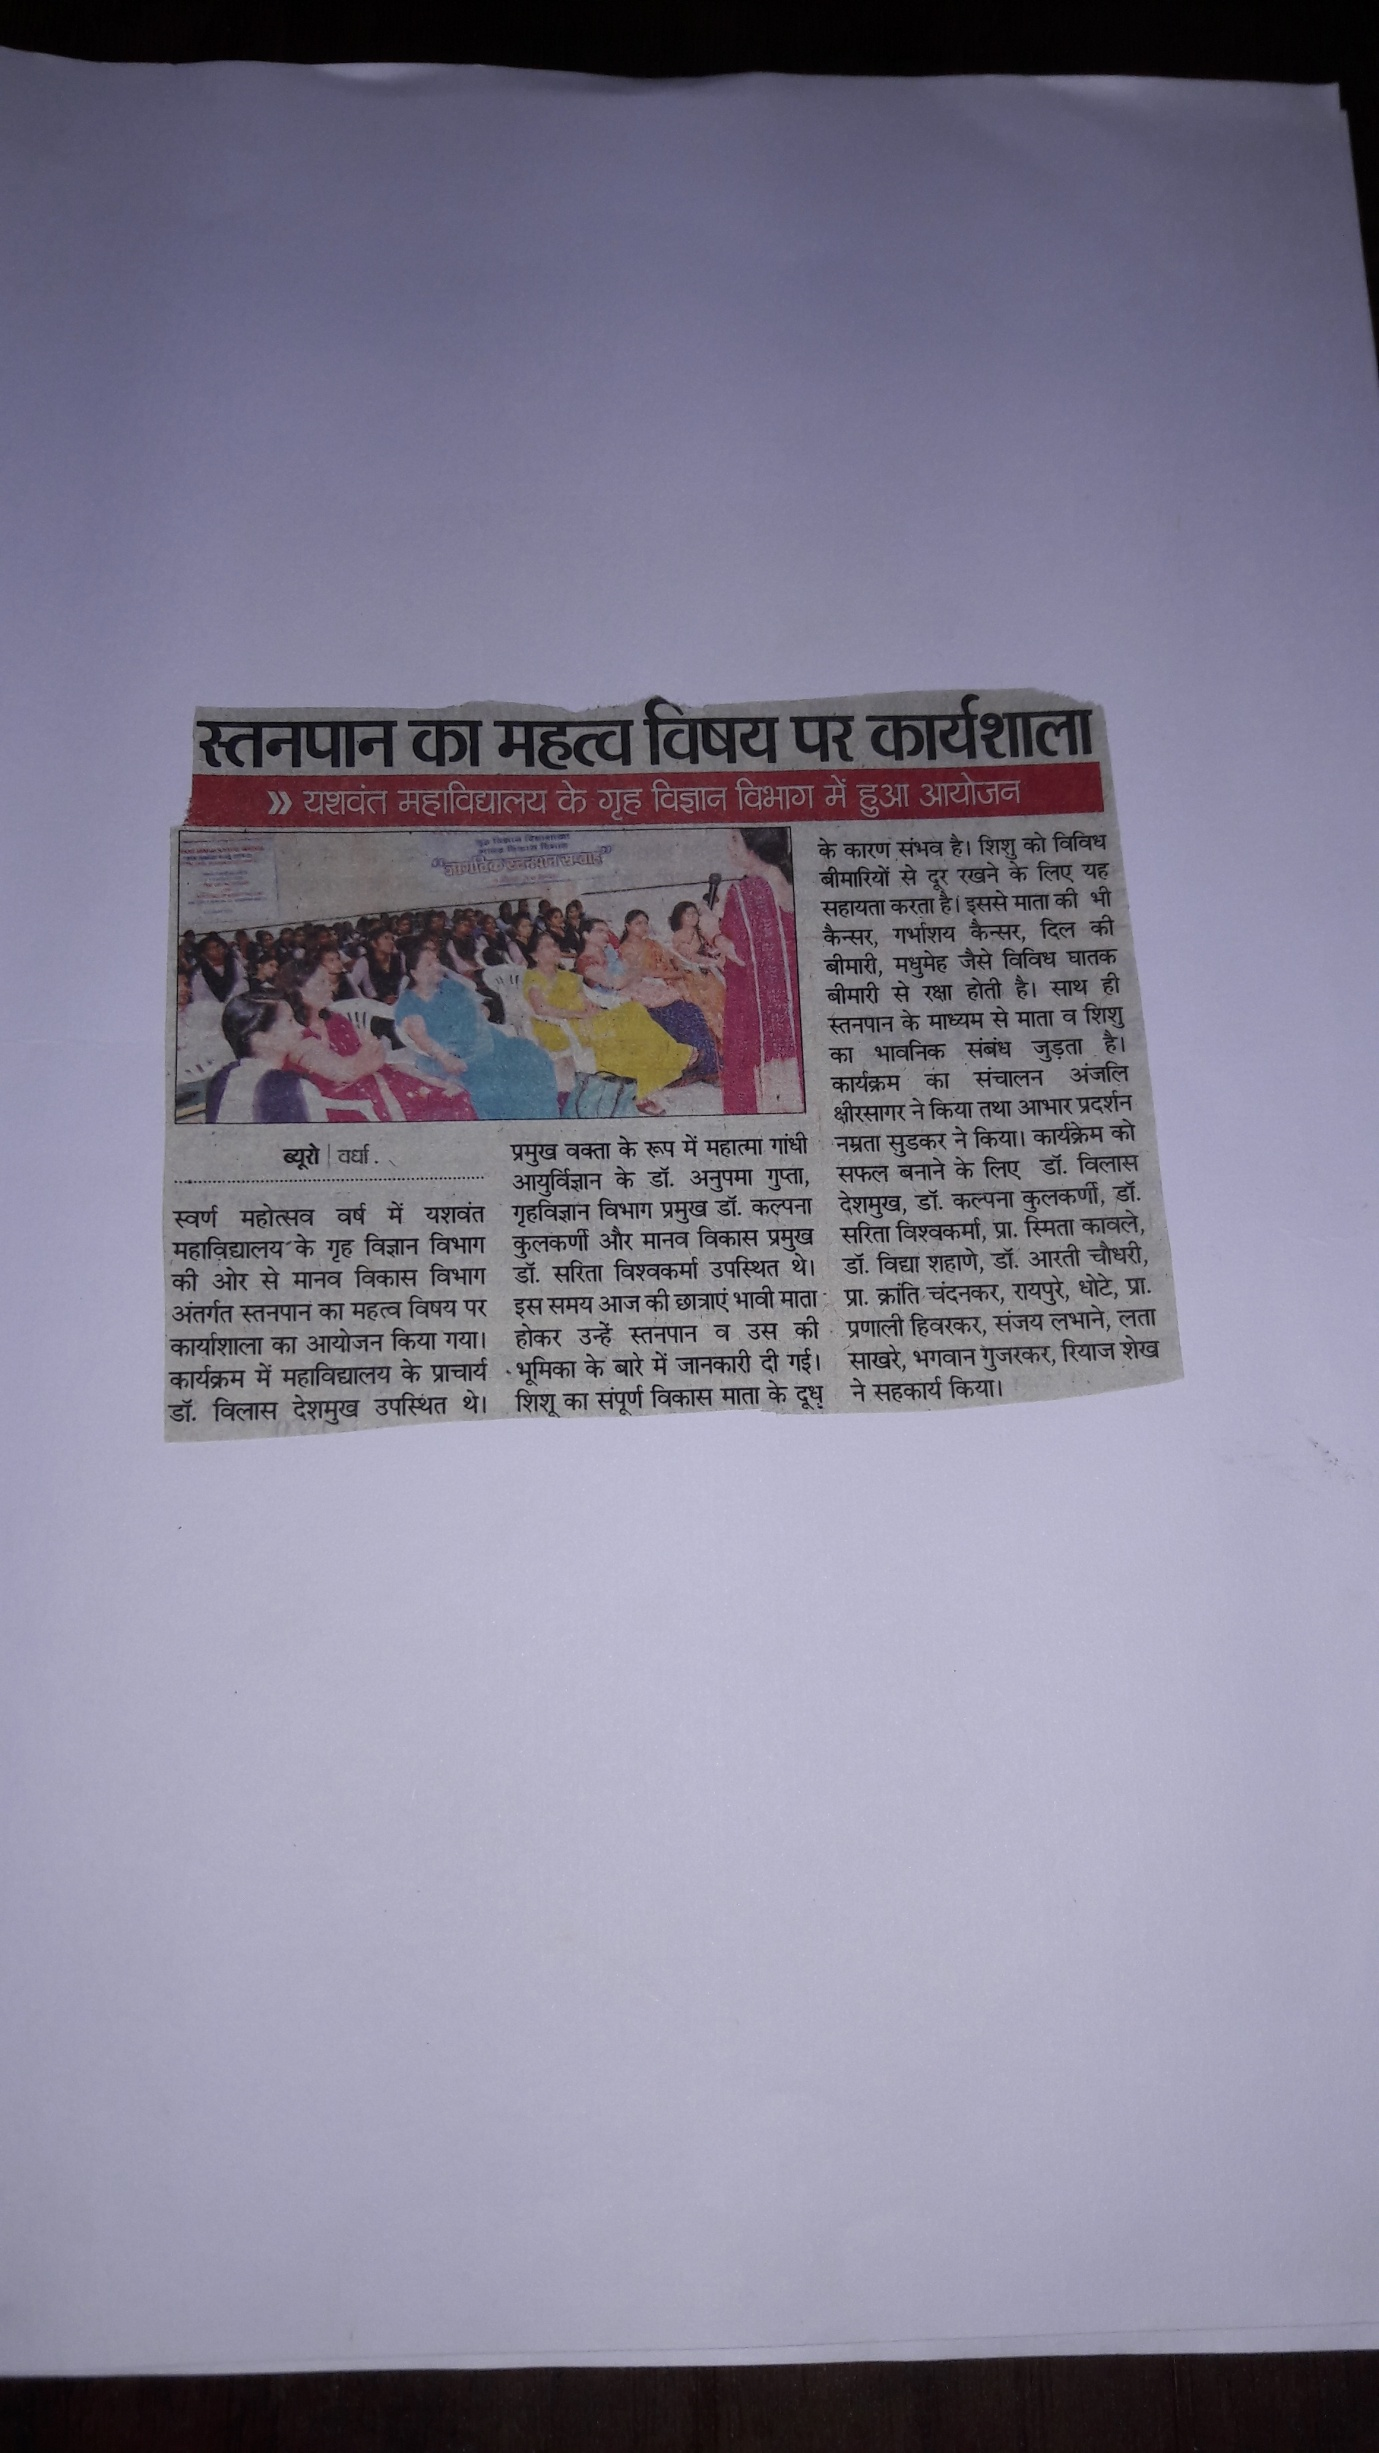 स्तनपान का महत्व विषय पर कार्यशाला
» यशवंत महाविद्यालय के गृह विज्ञान विभाग में हुआ आयोजन
जागतिक स्तनपान सप्ताह
ब्यूरो | वर्धा .
स्वर्ण महोत्सव वर्ष में यशवंत
महाविद्यालय के गृह विज्ञान विभाग
की ओर से मानव विकास विभाग
अंतर्गत स्तनपान का महत्व विषय पर
कार्याशाला का आयोजन किया गया।
कार्यक्रम में महाविद्यालय के प्राचार्य
डॉ. विलास देशमुख उपस्थित थे।
प्रमुख वक्ता के रूप में महात्मा गांधी
आयुर्विज्ञान के डॉ. अनुपमा गुप्ता,
गृहविज्ञान विभाग प्रमुख डॉ. कल्पना
कुलकर्णी और मानव विकास प्रमुख
डॉ. सरिता विश्वकर्मा उपस्थित थे।
इस समय आज की छात्राएं भावी माता
होकर उन्हें स्तनपान व उस की
भूमिका के बारे में जानकारी दी गई।
शिशू का संपूर्ण विकास माता के दूध
के कारण संभव है। शिशु को विविध
बीमारियों से दूर रखने के लिए यह
सहायता करता है। इससे माता की भी
कैन्सर, गर्भाशय कैन्सर, दिल की
बीमारी, मधुमेह जैसे विविध घातक
बीमारी से रक्षा होती है। साथ ही
स्तनपान के माध्यम से माता व शिशु
का भावनिक संबंध जुड़ता है।
कार्यक्रम का संचालन अंजलि
क्षीरसागर ने किया तथा आभार प्रदर्शन
नम्रता सुडकर ने किया। कार्यक्रेम को
सफल बनाने के लिए डॉ. विलास
देशमुख, डॉ. कल्पना कुलकर्णी, डॉ.
सरिता विश्वकर्मा, प्रा. स्मिता कावले,
डॉ. विद्या शहाणे, डॉ. आरती चौधरी,
प्रा. क्रांति चंदनकर, रायपुरे, धोटे, प्रा.
प्रणाली हिवरकर, संजय लभाने, लता
साखरे, भगवान गुजरकर, रियाज शेख
ने सहकार्य किया।